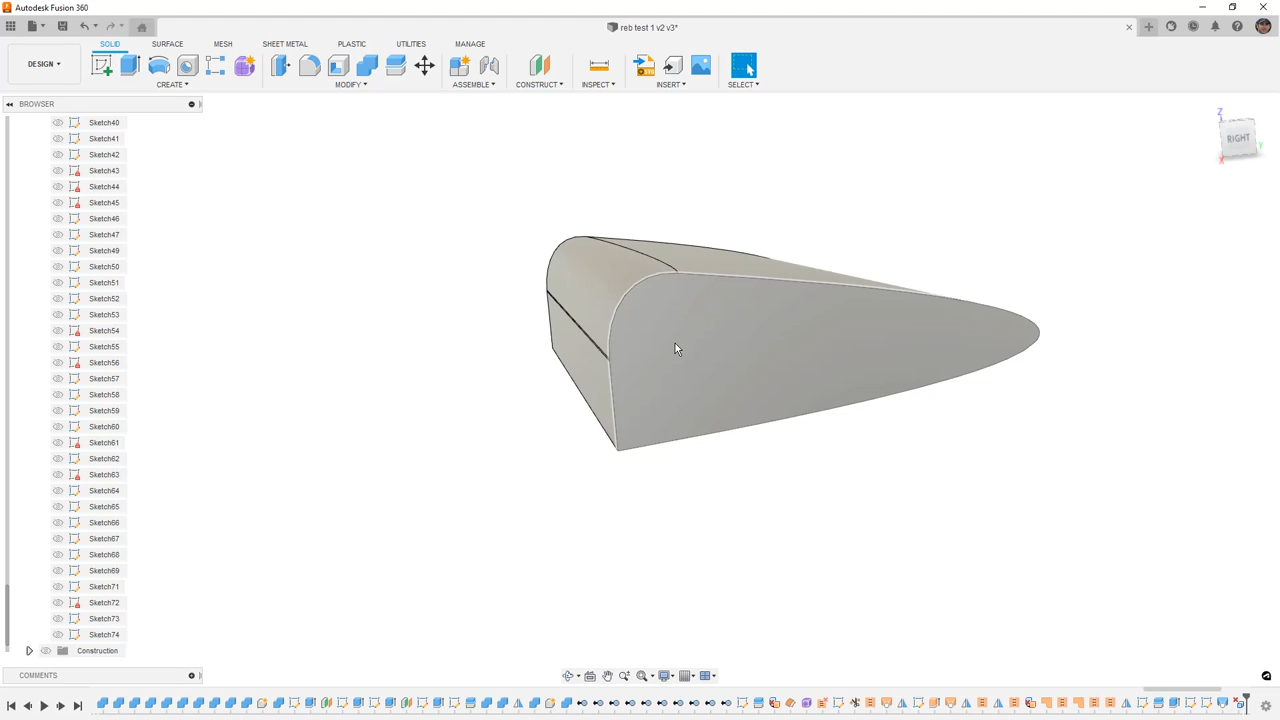 Autodesk Fusion 360
reb test 1 v2 v3*
SOLID SURFACE MESH SHEET METAL PLASTIC UTILITIES MANAGE
DESIGN
CREATE MODIFY ASSEMBLE CONSTRUCT INSPECT INSERT SELECT
BROWSER
Sketch40
Sketch41
Sketch42
Sketch43
Sketch44
Sketch45
Sketch46
Sketch47
Sketch49
Sketch50
Sketch51
Sketch52
Sketch53
Sketch54
Sketch55
Sketch56
Sketch57
Sketch58
Sketch59
Sketch60
Sketch61
Sketch62
Sketch63
Sketch64
Sketch65
Sketch66
Sketch67
Sketch68
Sketch69
Sketch71
Sketch72
Sketch73
Sketch74
Construction
COMMENTS
Z
RIGHT
Y
X